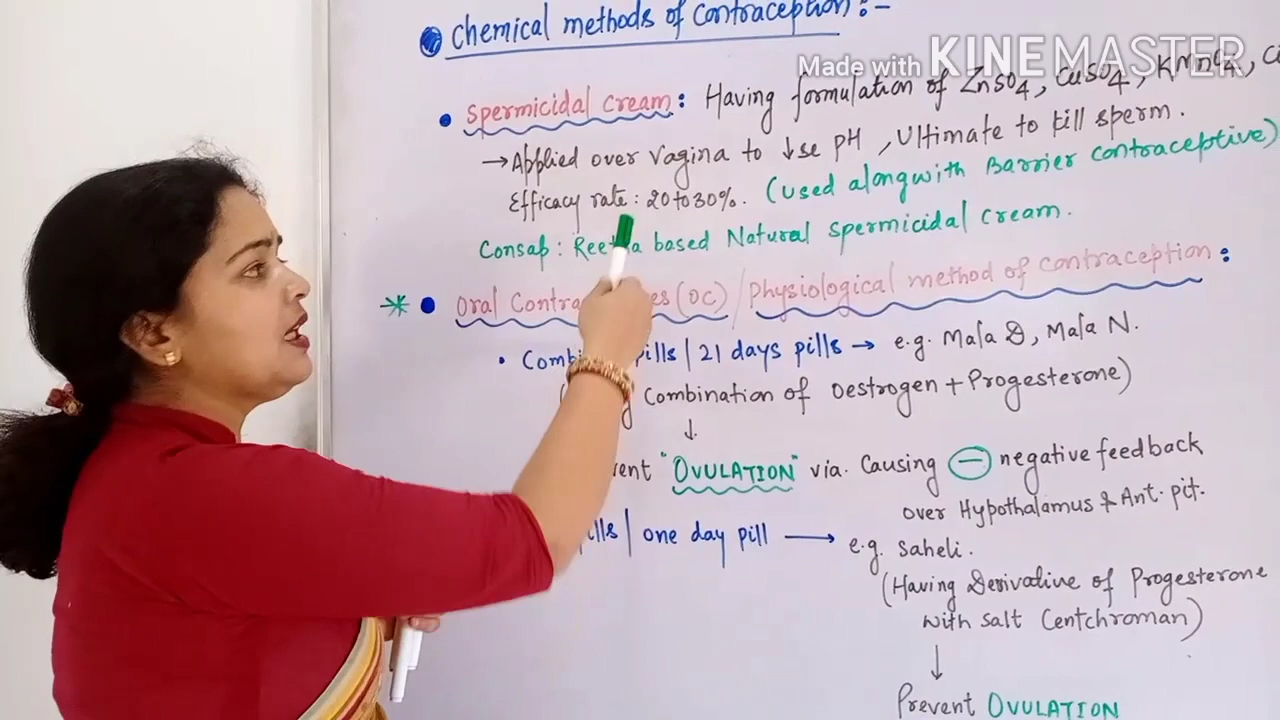 chemical methods of contraception :-
Made with KINEMASTER
• Spermicidal cream : Having formulation of ZnSO4, CuSO4, KMnO4,
→ Applied over vagina to ↓se pH , Ultimate to kill sperm.
Efficacy rate : 20 to 30%. (used alongwith Barrier contraceptive)
Consap : based Natural spermicidal cream.
* • Oral (OC) / Physiological method of contraception :
• pills / 21 days pills → e.g. Mala D, Mala N.
Combination of Oestrogen + Progesterone)
↓
"OVULATION" via. Causing ⊖ negative feedback
over Hypothalamus & Ant. pit.
/ one day pill → e.g. Saheli.
(Having Derivative of Progesterone
with salt Centchroman)
↓
Prevent OVULATION